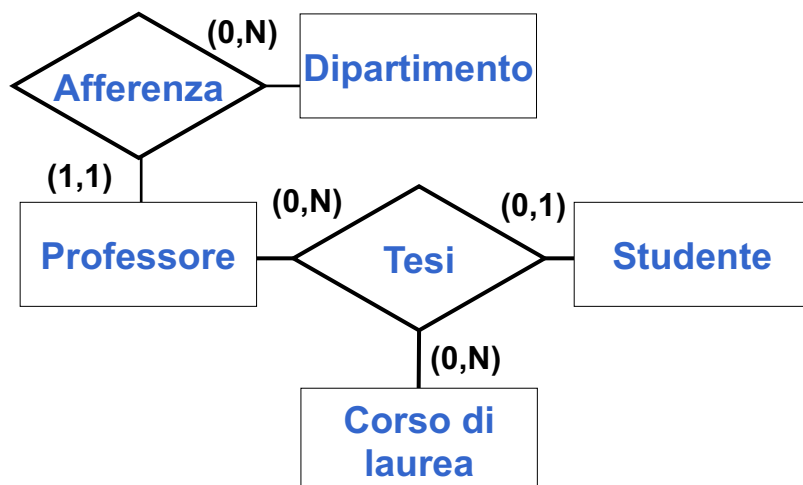 (0,N)
Dipartimento
Afferenza
(1,1)
(0,N)
(0,1)
Professore
Tesi
Studente
(0,N)
Corso di
laurea